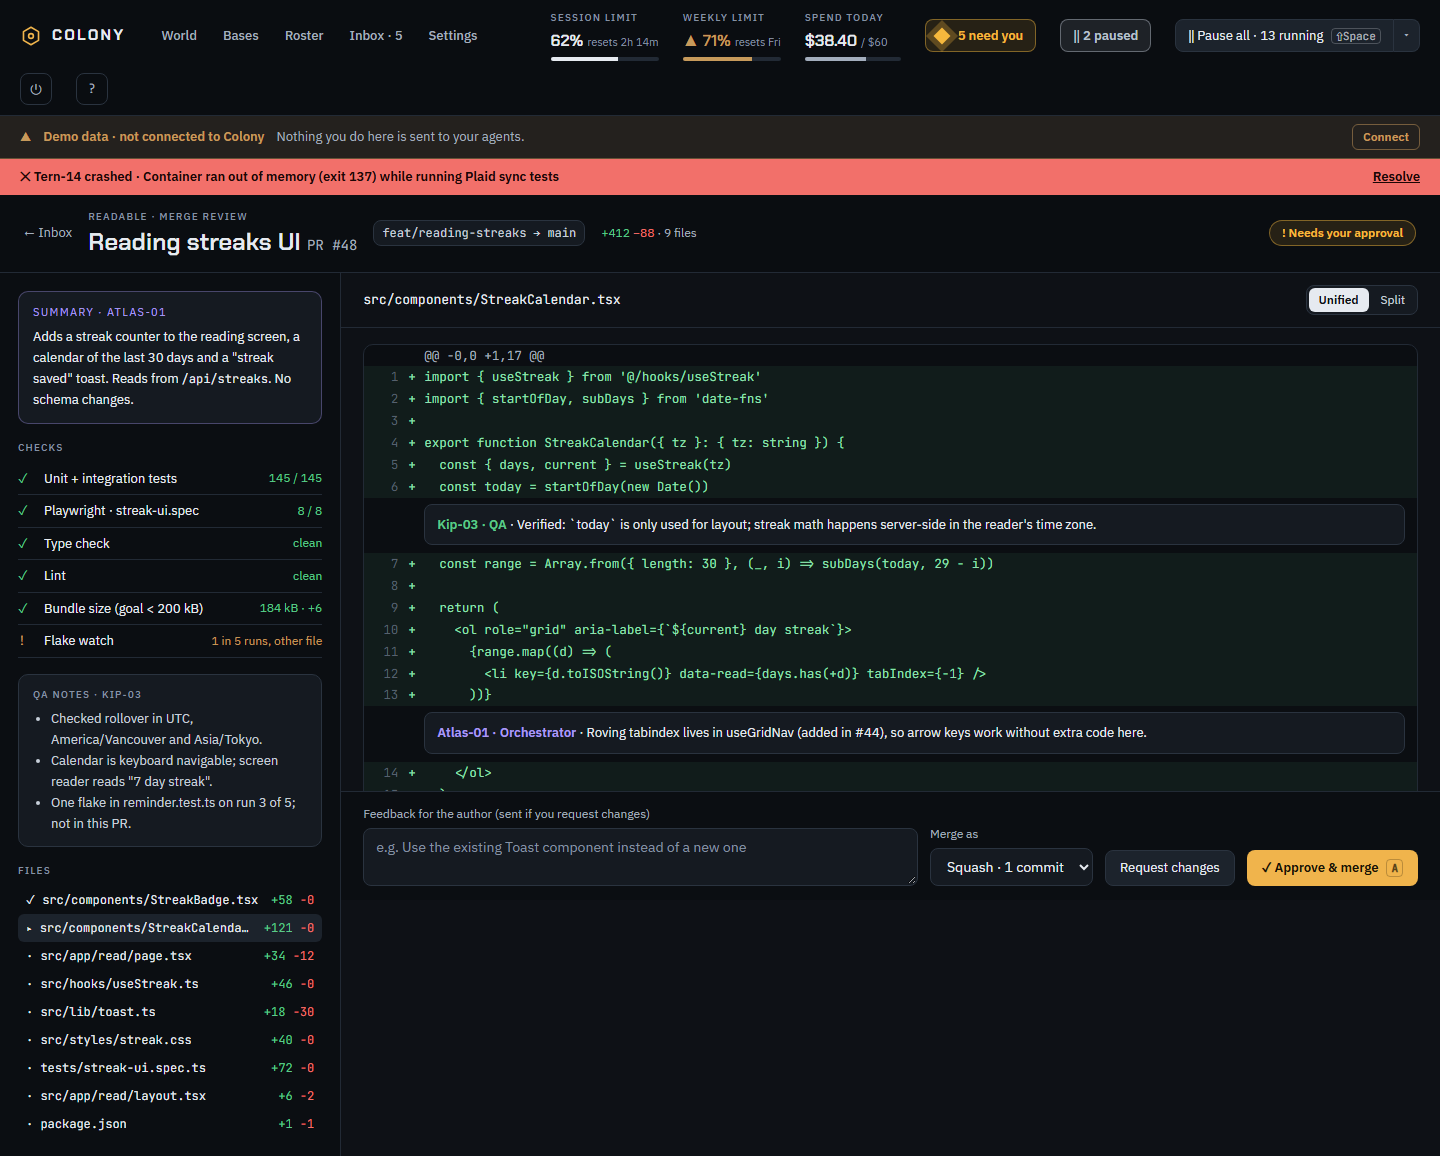 COLONY
World
Bases
Roster
Inbox · 5
Settings
SESSION LIMIT
62% resets 2h 14m
WEEKLY LIMIT
71% resets Fri
SPEND TODAY
$38.40 / $60
5 need you
|| 2 paused
|| Pause all · 13 running ⇧Space
?
Demo data · not connected to Colony Nothing you do here is sent to your agents.
Connect
Tern-14 crashed · Container ran out of memory (exit 137) while running Plaid sync tests
Resolve
← Inbox
READABLE · MERGE REVIEW
Reading streaks UI PR #48
feat/reading-streaks → main
+412 −88 · 9 files
! Needs your approval
SUMMARY · ATLAS-01
Adds a streak counter to the reading screen, a
calendar of the last 30 days and a "streak
saved" toast. Reads from /api/streaks. No
schema changes.
CHECKS
✓ Unit + integration tests 145 / 145
✓ Playwright · streak-ui.spec 8 / 8
✓ Type check clean
✓ Lint clean
✓ Bundle size (goal < 200 kB) 184 kB · +6
! Flake watch 1 in 5 runs, other file
QA NOTES · KIP-03
• Checked rollover in UTC,
America/Vancouver and Asia/Tokyo.
• Calendar is keyboard navigable; screen
reader reads "7 day streak".
• One flake in reminder.test.ts on run 3 of 5;
not in this PR.
FILES
✓ src/components/StreakBadge.tsx +58 -0
▸ src/components/StreakCalenda… +121 -0
· src/app/read/page.tsx +34 -12
· src/hooks/useStreak.ts +46 -0
· src/lib/toast.ts +18 -30
· src/styles/streak.css +40 -0
· tests/streak-ui.spec.ts +72 -0
· src/app/read/layout.tsx +6 -2
· package.json +1 -1
src/components/StreakCalendar.tsx
Unified
Split
@@ -0,0 +1,17 @@
1 + import { useStreak } from '@/hooks/useStreak'
2 + import { startOfDay, subDays } from 'date-fns'
3 +
4 + export function StreakCalendar({ tz }: { tz: string }) {
5 + const { days, current } = useStreak(tz)
6 + const today = startOfDay(new Date())
Kip-03 · QA · Verified: `today` is only used for layout; streak math happens server-side in the reader's time zone.
7 + const range = Array.from({ length: 30 }, (_, i) => subDays(today, 29 - i))
8 +
9 + return (
10 + <ol role="grid" aria-label={`${current} day streak`}>
11 + {range.map((d) => (
12 + <li key={d.toISOString()} data-read={days.has(+d)} tabIndex={-1} />
13 + ))}
Atlas-01 · Orchestrator · Roving tabindex lives in useGridNav (added in #44), so arrow keys work without extra code here.
14 + </ol>
Feedback for the author (sent if you request changes)
e.g. Use the existing Toast component instead of a new one
Merge as
Squash · 1 commit
Request changes
✓ Approve & merge A